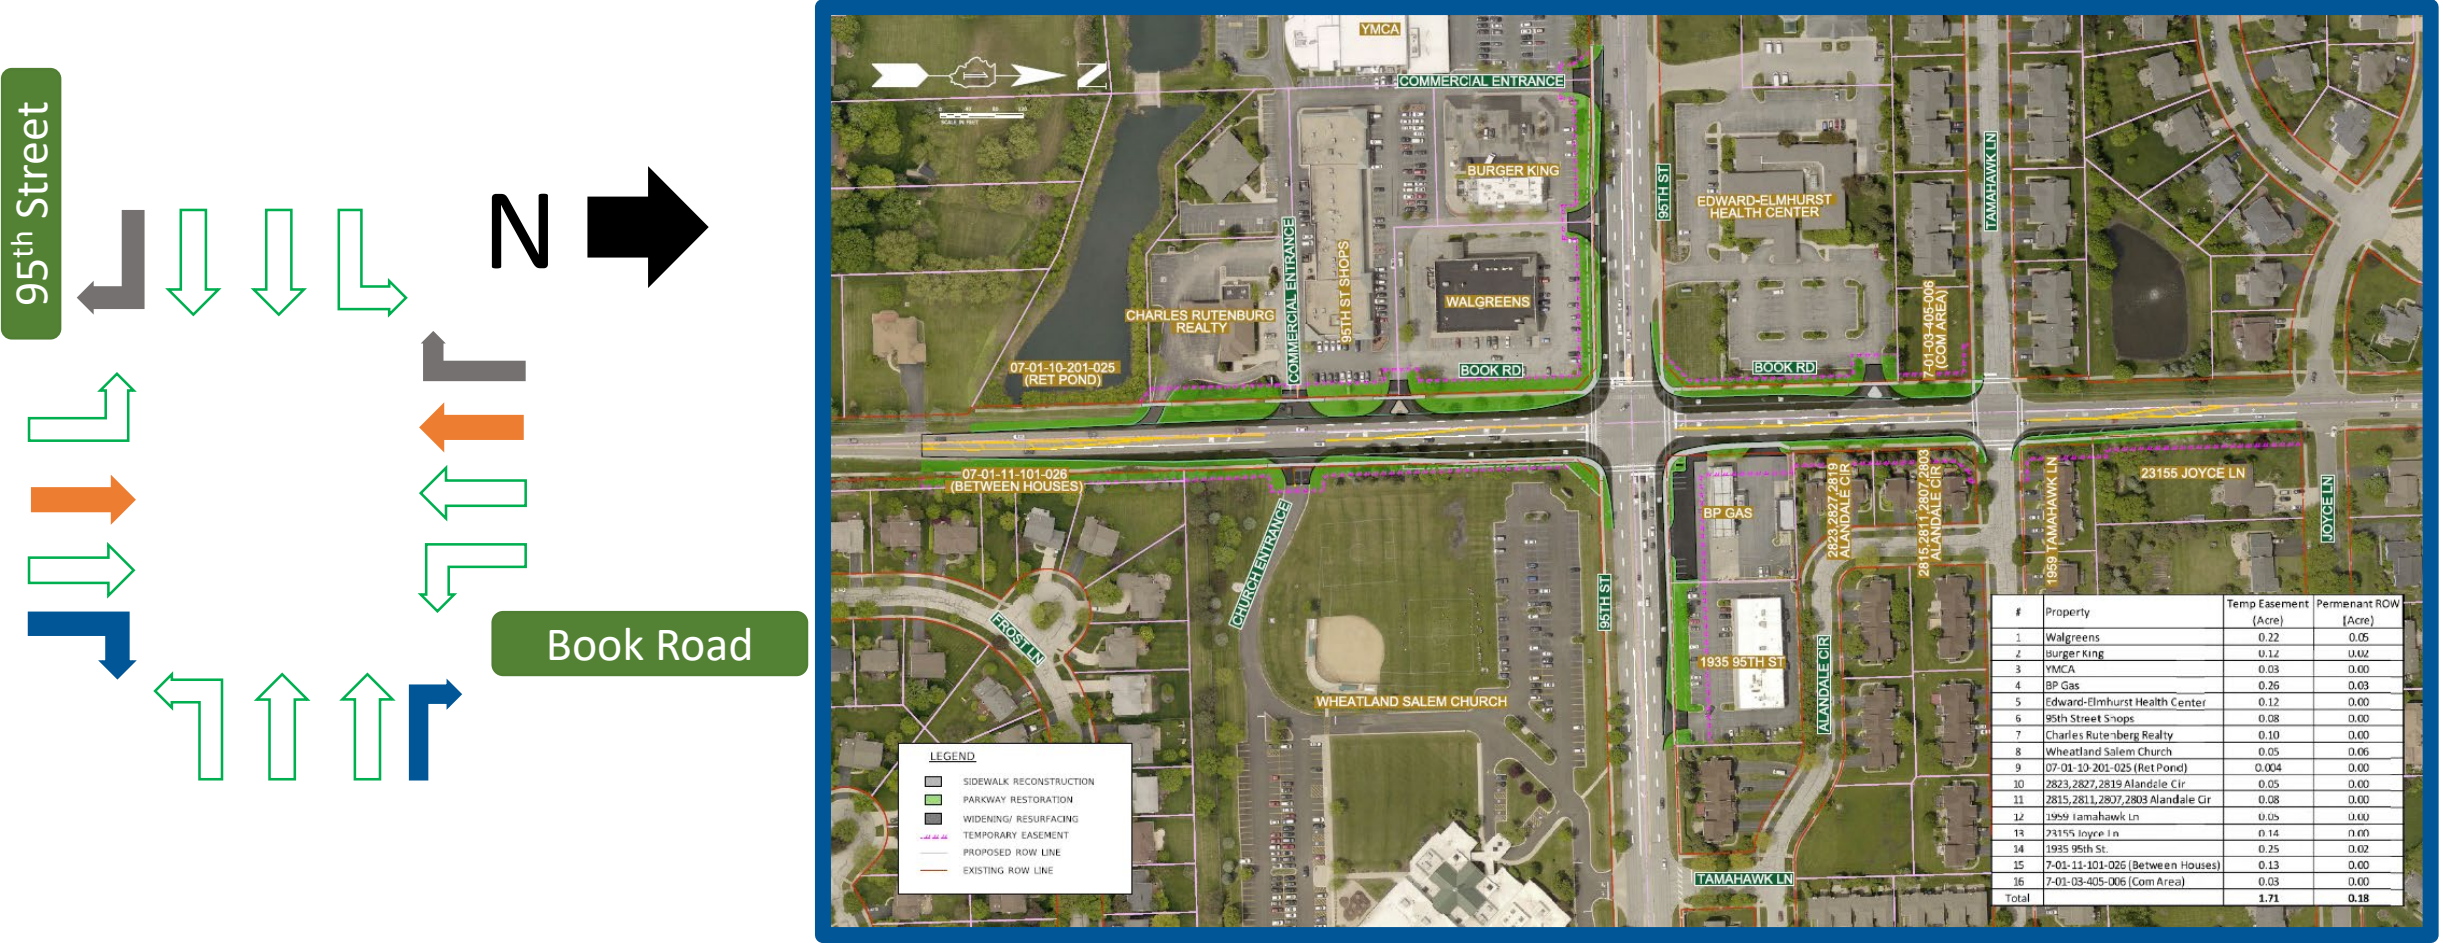 95th Street
N
Book Road
YMCA
N
COMMERCIAL ENTRANCE
SCALE IN FEET
BURGER KING
95TH ST
EDWARD-ELMHURST
HEALTH CENTER
TAMAHAWK LN
COMMERCIAL ENTRANCE
95TH ST SHOPS
WALGREENS
CHARLES RUTENBURG
REALTY
7-01-03-405-006
(COM AREA)
07-01-10-201-025
(RET POND)
BOOK RD
BOOK RD
07-01-11-101-026
(BETWEEN HOUSES)
CHURCH ENTRANCE
BP GAS
2823,2827,2819
ALANDALE CIR
2815,2811,2807,2803
ALANDALE CIR
1959 TAMAHAWK LN
23155 JOYCE LN
JOYCE LN
FROST LN
95TH ST
1935 95TH ST
ALANDALE CIR
WHEATLAND SALEM CHURCH
TAMAHAWK LN
LEGEND
SIDEWALK RECONSTRUCTION
PARKWAY RESTORATION
WIDENING/ RESURFACING
TEMPORARY EASEMENT
PROPOSED ROW LINE
EXISTING ROW LINE
# Property Temp Easement (Acre) Permenant ROW (Acre)
1 Walgreens 0.22 0.05
2 Burger King 0.12 0.02
3 YMCA 0.03 0.00
4 BP Gas 0.26 0.03
5 Edward-Elmhurst Health Center 0.12 0.00
6 95th Street Shops 0.08 0.00
7 Charles Rutenberg Realty 0.10 0.00
8 Wheatland Salem Church 0.05 0.06
9 07-01-10-201-025 (Ret Pond) 0.004 0.00
10 2823,2827,2819 Alandale Cir 0.05 0.00
11 2815,2811,2807,2803 Alandale Cir 0.08 0.00
12 1959 Tamahawk Ln 0.05 0.00
13 23155 Joyce Ln 0.14 0.00
14 1935 95th St. 0.25 0.02
15 7-01-11-101-026 (Between Houses) 0.13 0.00
16 7-01-03-405-006 (Com Area) 0.03 0.00
Total 1.71 0.18